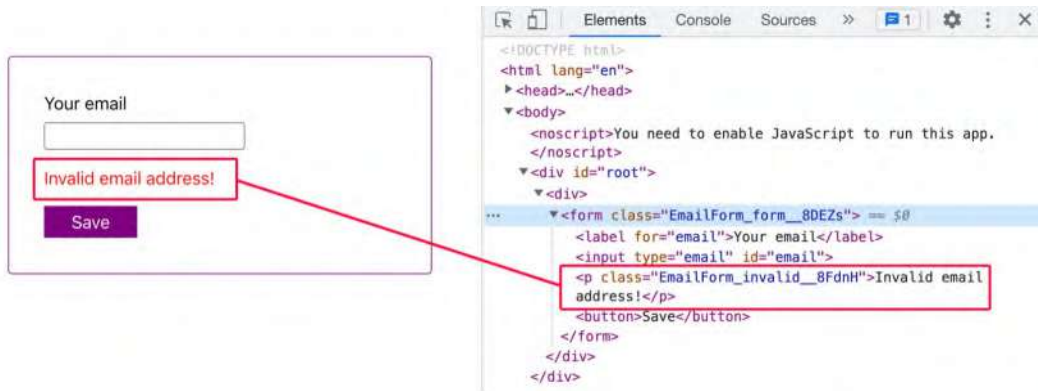 Your email
Invalid email address!
Save
Elements Console Sources » 1
<!DOCTYPE html>
<html lang="en">
▶<head>…</head>
▼<body>
<noscript>You need to enable JavaScript to run this app.
</noscript>
▼<div id="root">
▼<div>
… ▼<form class="EmailForm_form__8DEZs"> == $0
<label for="email">Your email</label>
<input type="email" id="email">
<p class="EmailForm_invalid__8FdnH">Invalid email
address!</p>
<button>Save</button>
</form>
</div>
</div>